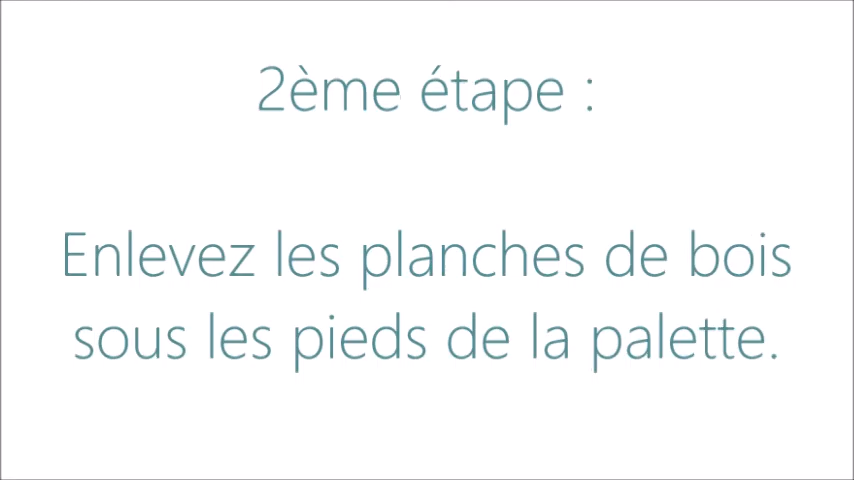 2ème étape :
Enlevez les planches de bois
sous les pieds de la palette.